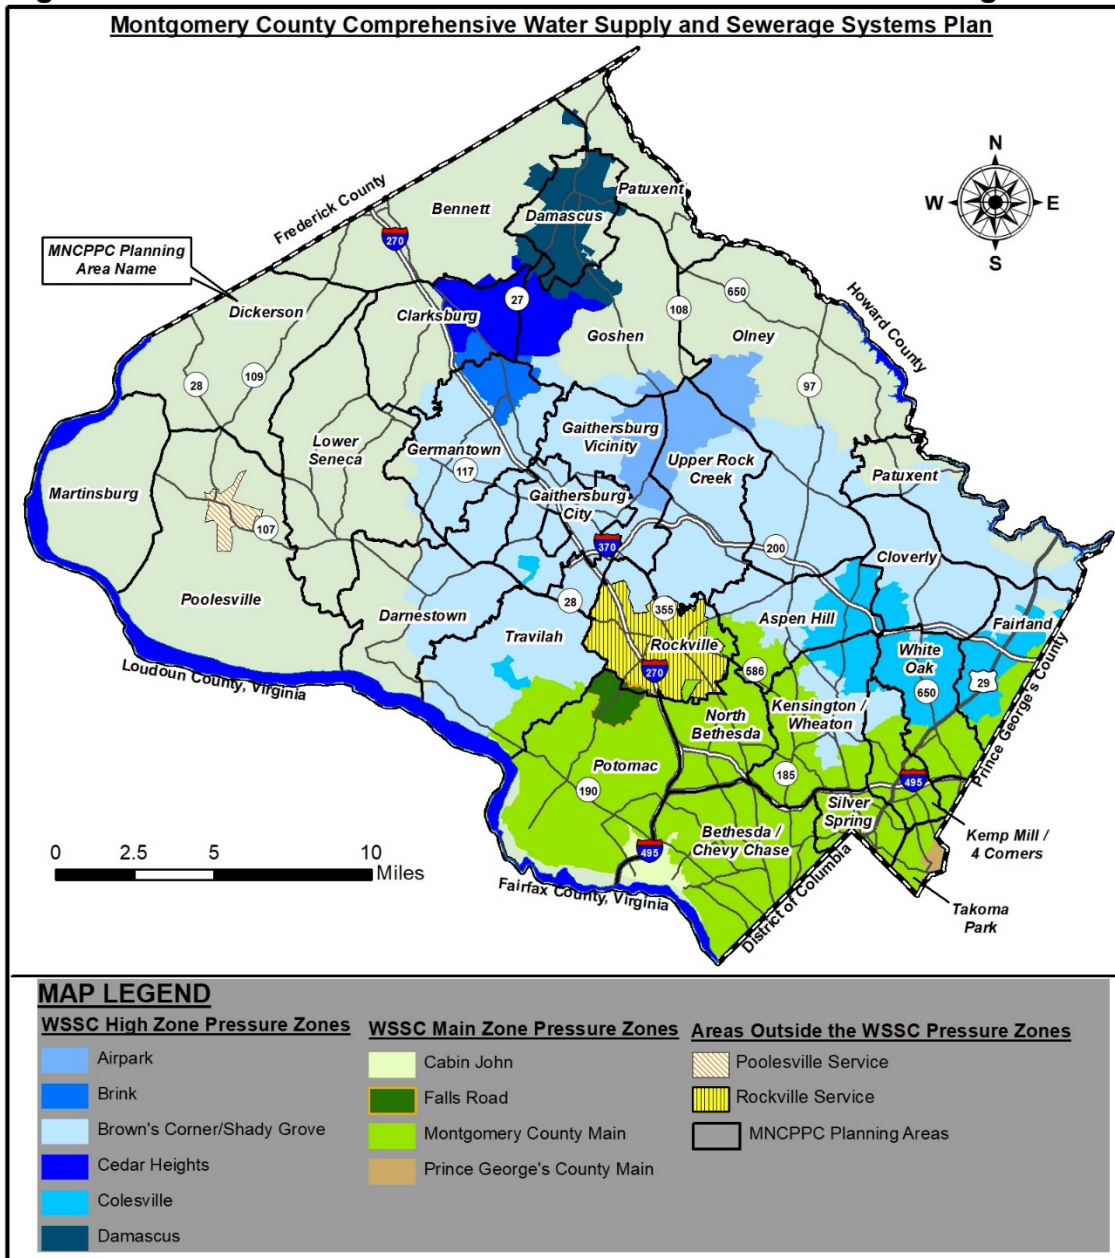 Montgomery County Comprehensive Water Supply and Sewerage Systems Plan
N
W
E
S
Frederick County
Patuxent
Bennett
Damascus
270
MNCPPC Planning
Area Name
Dickerson
Clarksburg
27
650
Howard County
108
Goshen
Olney
28
109
97
Lower
Seneca
Germantown
117
Gaithersburg
Vicinity
Upper Rock
Creek
Patuxent
Martinsburg
Gaithersburg
City
107
370
200
Cloverly
Poolesville
Darnestown
28
355
Aspen Hill
Fairland
Travilah
Rockville
White
Oak
Loudoun County, Virginia
270
586
650
29
Prince George's County
Kensington /
Wheaton
North
Bethesda
Potomac
185
495
190
Silver
Spring
Bethesda /
Chevy Chase
Kemp Mill /
4 Corners
495
0
2.5
5
10
Miles
Fairfax County, Virginia
District of Columbia
Takoma
Park
MAP LEGEND
WSSC High Zone Pressure Zones
Airpark
Brink
Brown's Corner/Shady Grove
Cedar Heights
Colesville
Damascus
WSSC Main Zone Pressure Zones
Cabin John
Falls Road
Montgomery County Main
Prince George's County Main
Areas Outside the WSSC Pressure Zones
Poolesville Service
Rockville Service
MNCPPC Planning Areas